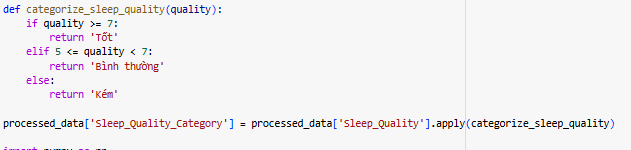 def categorize_sleep_quality(quality):
    if quality >= 7:
        return 'Tốt'
    elif 5 <= quality < 7:
        return 'Bình thường'
    else:
        return 'Kém'
processed_data['Sleep_Quality_Category'] = processed_data['Sleep_Quality'].apply(categorize_sleep_quality)